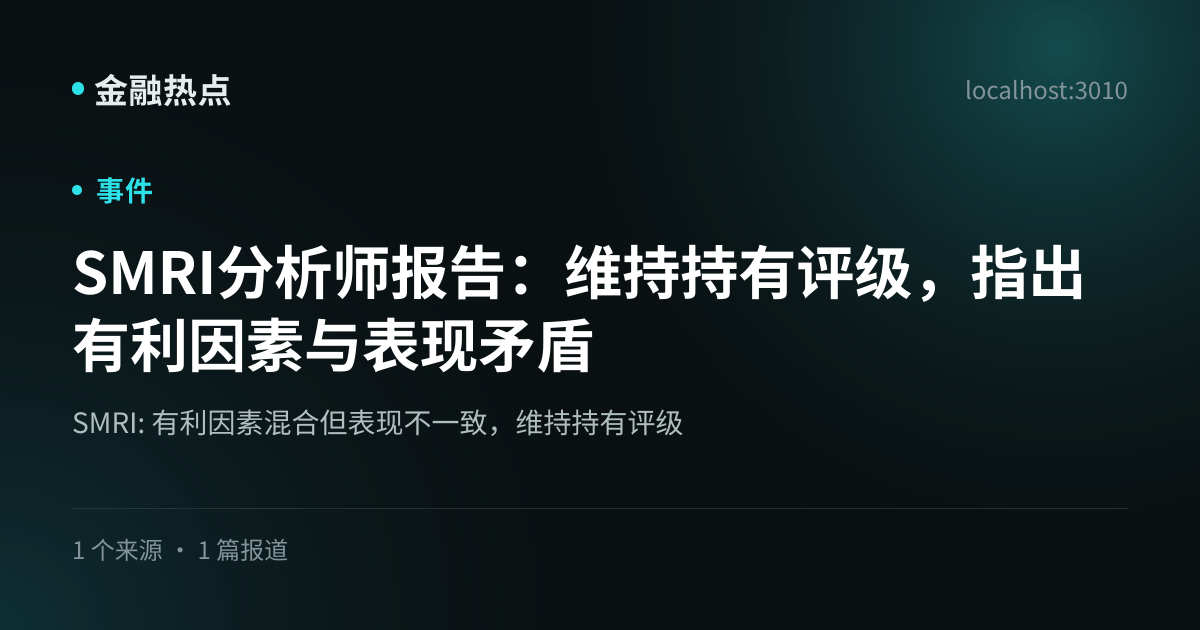 金融热点
localhost:3010
事件
SMRI分析师报告：维持持有评级，指出
有利因素与表现矛盾
SMRI: 有利因素混合但表现不一致，维持持有评级
1 个来源 · 1 篇报道